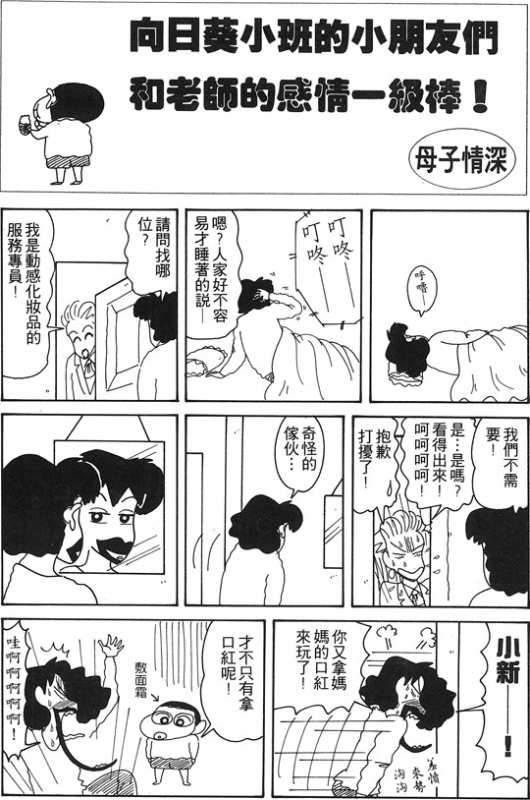 向日葵小班的小朋友們
和老師的感情一級棒！
母子情深
呼嚕——
叮咚——
叮咚——
嗯？人家好不容
易才睡著的說—
請問找哪
位？
我是動感化妝品的
服務專員！
我們不需
要！
是…是嗎？
看得出來！
呵呵呵呵！
抱歉
打擾了！
奇怪的
傢伙…
小新——！
你又拿媽
媽的口紅
來玩了！
羞憤
來勢
洶洶
才不只有拿
口紅呢！
敷面霜
哇啊啊啊啊啊！